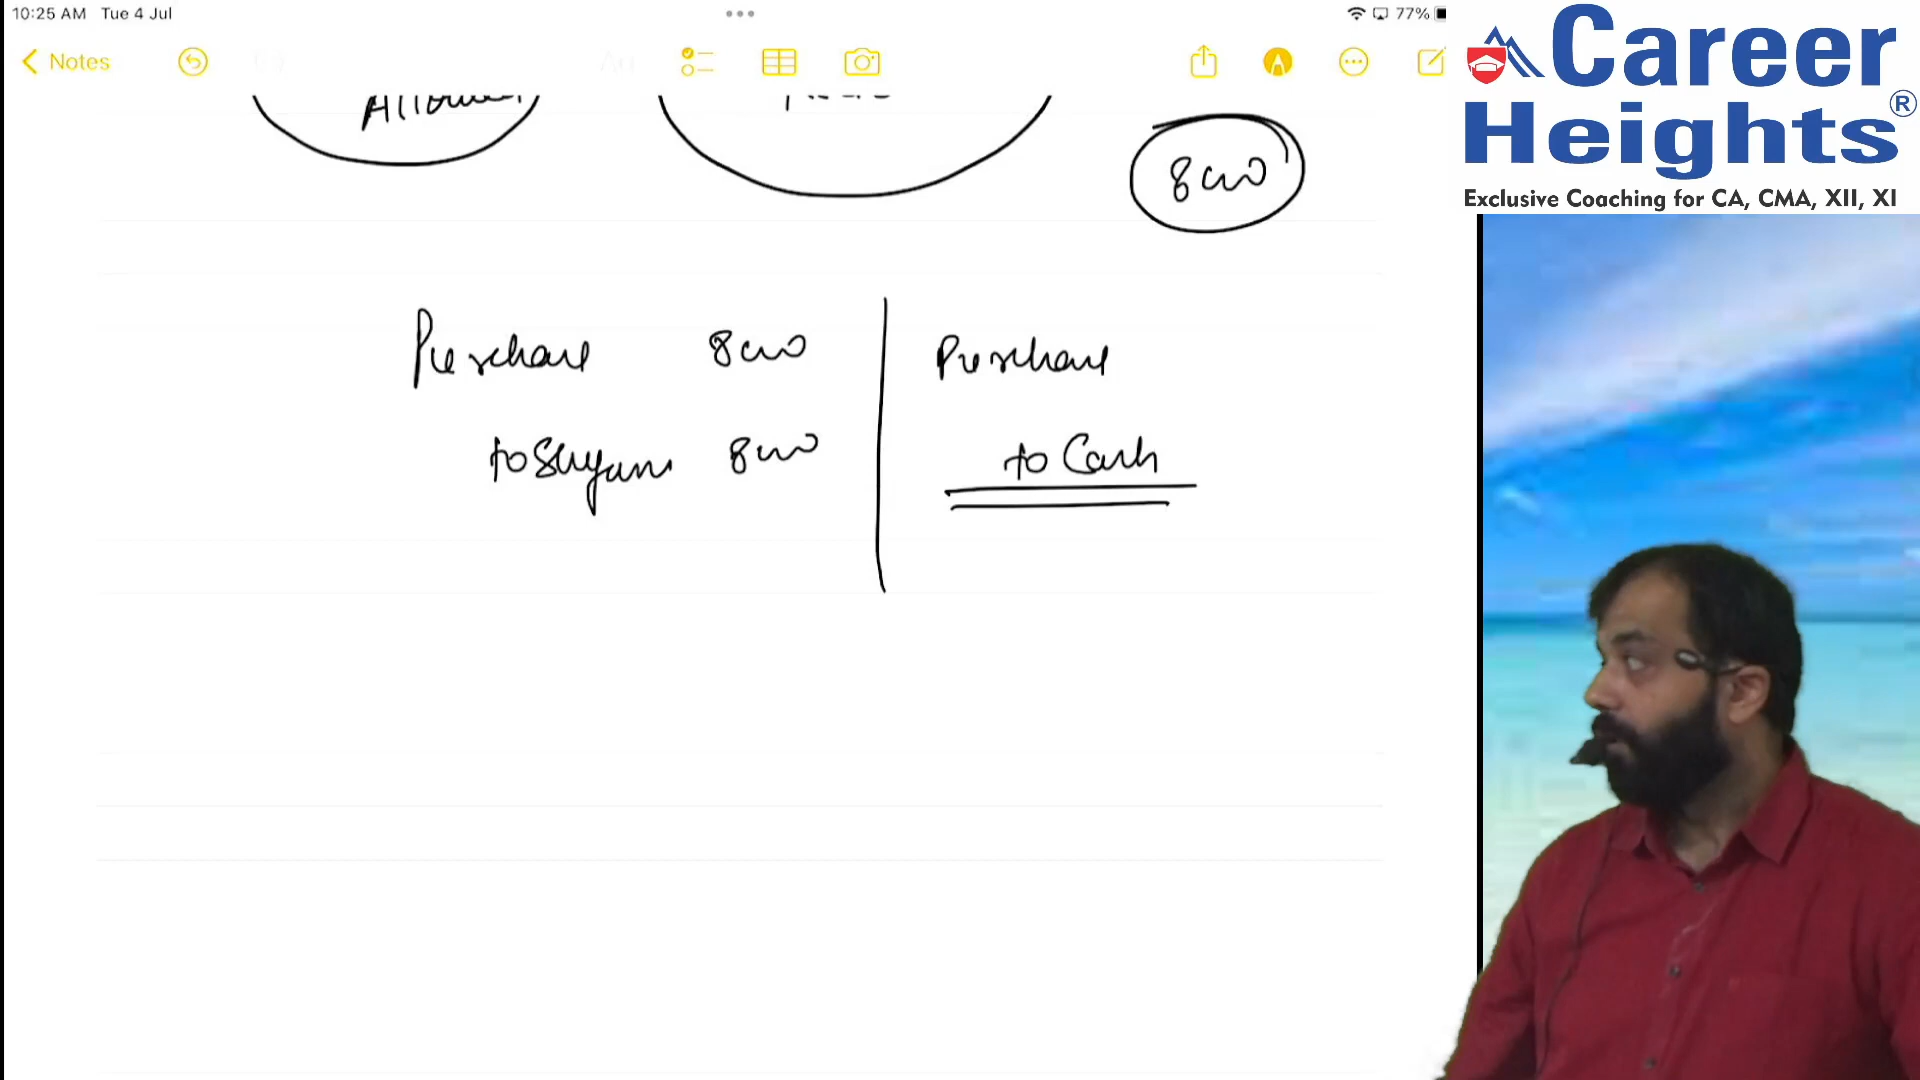 10:25 AM Tue 4 Jul
77%
Notes
Career
Heights®
Exclusive Coaching for CA, CMA, XII, XI
Allowed
8000
Purchase 8000
to Shyam 8000
Purchase
to Cash